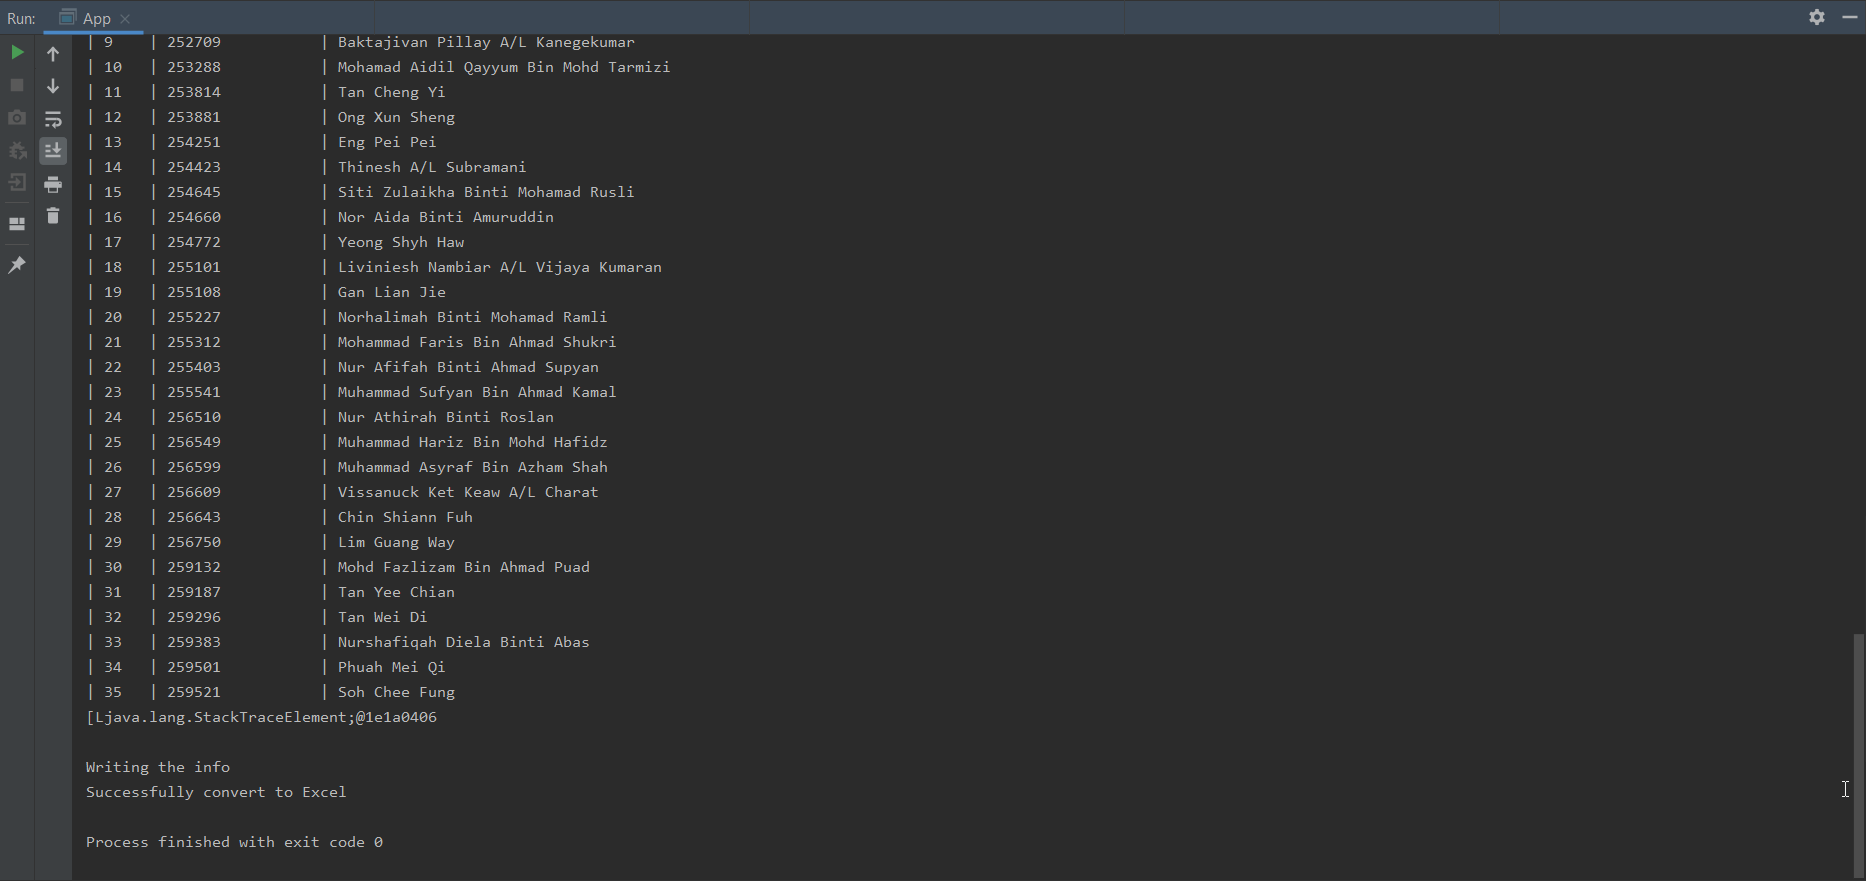 Run: App
| 9 | 252709 | Baktajivan Pillay A/L Kanegekumar
| 10 | 253288 | Mohamad Aidil Qayyum Bin Mohd Tarmizi
| 11 | 253814 | Tan Cheng Yi
| 12 | 253881 | Ong Xun Sheng
| 13 | 254251 | Eng Pei Pei
| 14 | 254423 | Thinesh A/L Subramani
| 15 | 254645 | Siti Zulaikha Binti Mohamad Rusli
| 16 | 254660 | Nor Aida Binti Amuruddin
| 17 | 254772 | Yeong Shyh Haw
| 18 | 255101 | Liviniesh Nambiar A/L Vijaya Kumaran
| 19 | 255108 | Gan Lian Jie
| 20 | 255227 | Norhalimah Binti Mohamad Ramli
| 21 | 255312 | Mohammad Faris Bin Ahmad Shukri
| 22 | 255403 | Nur Afifah Binti Ahmad Supyan
| 23 | 255541 | Muhammad Sufyan Bin Ahmad Kamal
| 24 | 256510 | Nur Athirah Binti Roslan
| 25 | 256549 | Muhammad Hariz Bin Mohd Hafidz
| 26 | 256599 | Muhammad Asyraf Bin Azham Shah
| 27 | 256609 | Vissanuck Ket Keaw A/L Charat
| 28 | 256643 | Chin Shiann Fuh
| 29 | 256750 | Lim Guang Way
| 30 | 259132 | Mohd Fazlizam Bin Ahmad Puad
| 31 | 259187 | Tan Yee Chian
| 32 | 259296 | Tan Wei Di
| 33 | 259383 | Nurshafiqah Diela Binti Abas
| 34 | 259501 | Phuah Mei Qi
| 35 | 259521 | Soh Chee Fung
[Ljava.lang.StackTraceElement;@1e1a0406
Writing the info
Successfully convert to Excel
Process finished with exit code 0